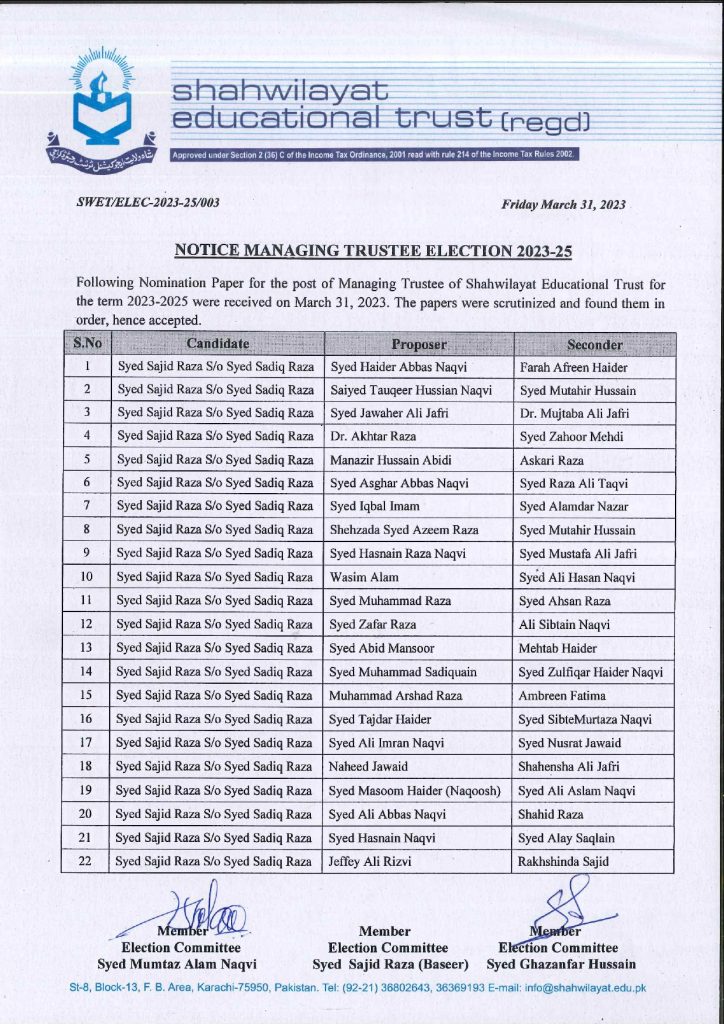 shahwilayat
educational trust (regd)
Approved under Section 2 (36) C of the Income Tax Ordinance, 2001 read with rule 214 of the Income Tax Rules 2002.
SWET/ELEC-2023-25/003 Friday March 31, 2023
NOTICE MANAGING TRUSTEE ELECTION 2023-25
Following Nomination Paper for the post of Managing Trustee of Shahwilayat Educational Trust for
the term 2023-2025 were received on March 31, 2023. The papers were scrutinized and found them in
order, hence accepted.
S.No Candidate Proposer Seconder
1 Syed Sajid Raza S/o Syed Sadiq Raza Syed Haider Abbas Naqvi Farah Afreen Haider
2 Syed Sajid Raza S/o Syed Sadiq Raza Saiyed Tauqeer Hussian Naqvi Syed Mutahir Hussain
3 Syed Sajid Raza S/o Syed Sadiq Raza Syed Jawaher Ali Jafri Dr. Mujtaba Ali Jafri
4 Syed Sajid Raza S/o Syed Sadiq Raza Dr. Akhtar Raza Syed Zahoor Mehdi
5 Syed Sajid Raza S/o Syed Sadiq Raza Manazir Hussain Abidi Askari Raza
6 Syed Sajid Raza S/o Syed Sadiq Raza Syed Asghar Abbas Naqvi Syed Raza Ali Taqvi
7 Syed Sajid Raza S/o Syed Sadiq Raza Syed Iqbal Imam Syed Alamdar Nazar
8 Syed Sajid Raza S/o Syed Sadiq Raza Shehzada Syed Azeem Raza Syed Mutahir Hussain
9 Syed Sajid Raza S/o Syed Sadiq Raza Syed Hasnain Raza Naqvi Syed Mustafa Ali Jafri
10 Syed Sajid Raza S/o Syed Sadiq Raza Wasim Alam Syed Ali Hasan Naqvi
11 Syed Sajid Raza S/o Syed Sadiq Raza Syed Muhammad Raza Syed Ahsan Raza
12 Syed Sajid Raza S/o Syed Sadiq Raza Syed Zafar Raza Ali Sibtain Naqvi
13 Syed Sajid Raza S/o Syed Sadiq Raza Syed Abid Mansoor Mehtab Haider
14 Syed Sajid Raza S/o Syed Sadiq Raza Syed Muhammad Sadiquain Syed Zulfiqar Haider Naqvi
15 Syed Sajid Raza S/o Syed Sadiq Raza Muhammad Arshad Raza Ambreen Fatima
16 Syed Sajid Raza S/o Syed Sadiq Raza Syed Tajdar Haider Syed SibteMurtaza Naqvi
17 Syed Sajid Raza S/o Syed Sadiq Raza Syed Ali Imran Naqvi Syed Nusrat Jawaid
18 Syed Sajid Raza S/o Syed Sadiq Raza Naheed Jawaid Shahensha Ali Jafri
19 Syed Sajid Raza S/o Syed Sadiq Raza Syed Masoom Haider (Naqoosh) Syed Ali Aslam Naqvi
20 Syed Sajid Raza S/o Syed Sadiq Raza Syed Ali Abbas Naqvi Shahid Raza
21 Syed Sajid Raza S/o Syed Sadiq Raza Syed Hasnain Naqvi Syed Alay Saqlain
22 Syed Sajid Raza S/o Syed Sadiq Raza Jeffey Ali Rizvi Rakhshinda Sajid
Member Member Member
Election Committee Election Committee Election Committee
Syed Mumtaz Alam Naqvi Syed Sajid Raza (Baseer) Syed Ghazanfar Hussain
St-8, Block-13, F. B. Area, Karachi-75950, Pakistan. Tel: (92-21) 36802643, 36369193 E-mail: info@shahwilayat.edu.pk